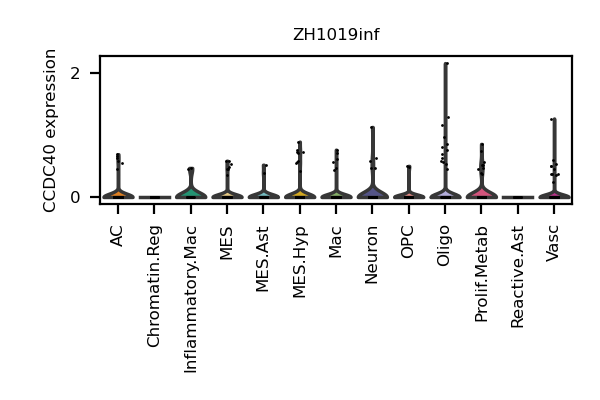 ZH1019inf
CCDC40 expression
2
0
AC
Chromatin.Reg
Inflammatory.Mac
MES
MES.Ast
MES.Hyp
Mac
Neuron
OPC
Oligo
Prolif.Metab
Reactive.Ast
Vasc